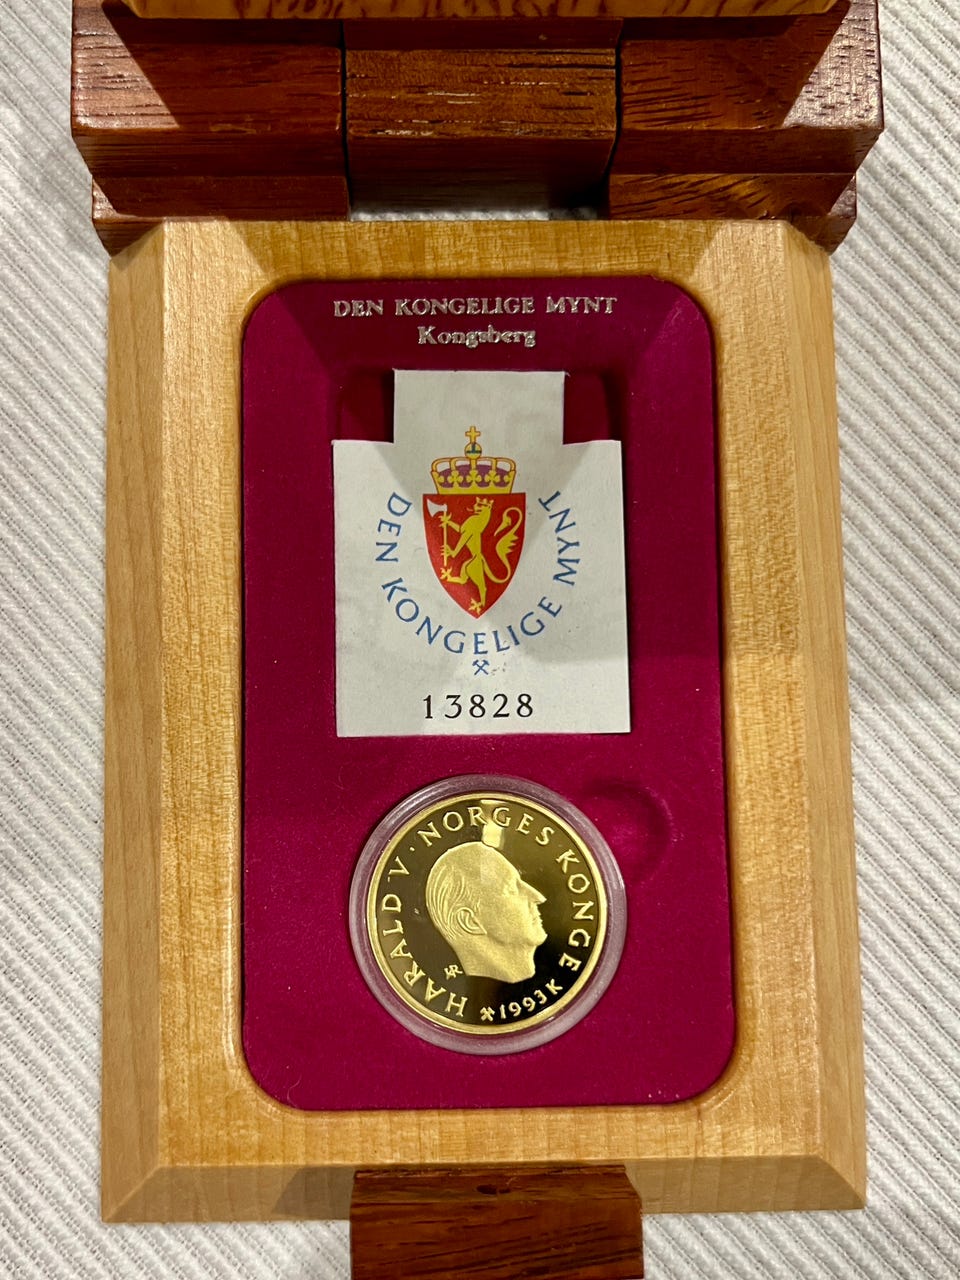 DEN KONGELIGE MYNT
Kongsberg
DEN KONGELIGE MYNT
13828
HARALD V · NORGES KONGE
1993 K